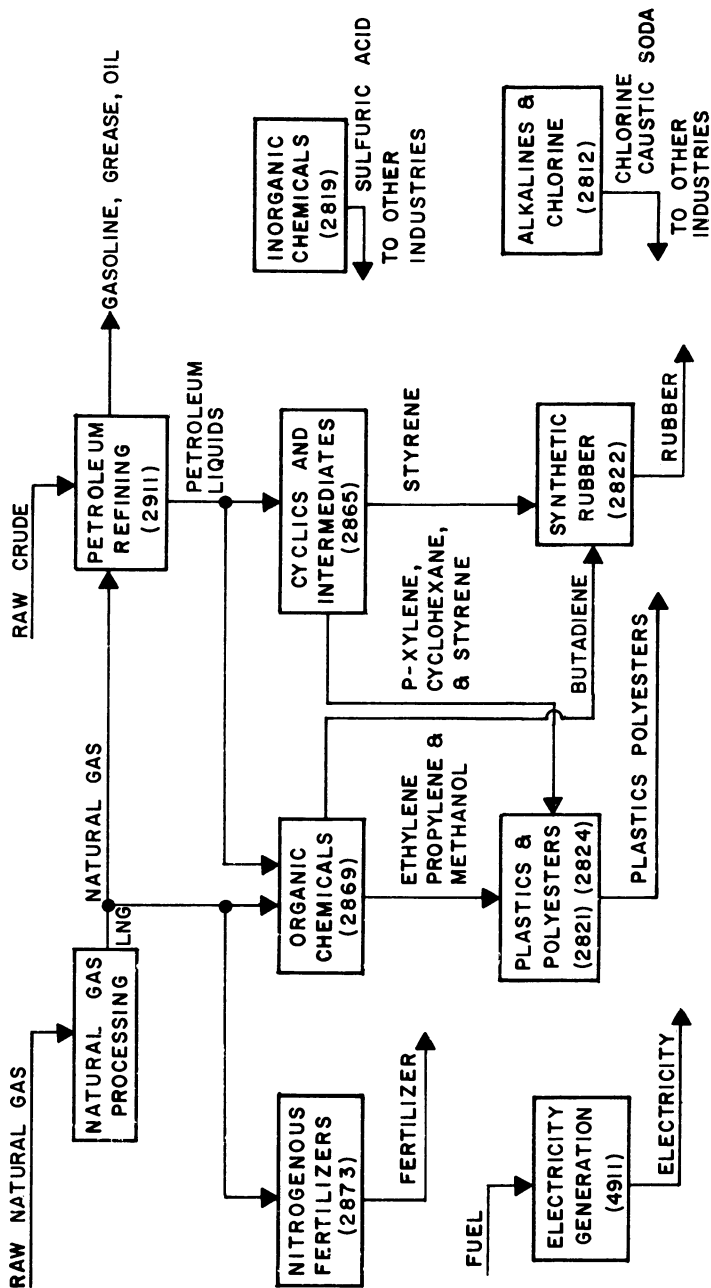 RAW NATURAL GAS
NATURAL GAS
PROCESSING
LNG
NATURAL GAS
RAW CRUDE
PETROLEUM
REFINING
(2911)
GASOLINE, GREASE, OIL
PETROLEUM
LIQUIDS
NITROGENOUS
FERTILIZERS
(2873)
FERTILIZER
ORGANIC
CHEMICALS
(2869)
ETHYLENE
PROPYLENE &
METHANOL
CYCLICS AND
INTERMEDIATES
(2865)
P-XYLENE,
CYCLOHEXANE,
& STYRENE
STYRENE
INORGANIC
CHEMICALS
(2819)
SULFURIC ACID
TO OTHER
INDUSTRIES
FUEL
ELECTRICITY
GENERATION
(4911)
ELECTRICITY
PLASTICS &
POLYESTERS
(2821) (2824)
PLASTICS POLYESTERS
BUTADIENE
SYNTHETIC
RUBBER
(2822)
RUBBER
ALKALINES &
CHLORINE
(2812)
CHLORINE
CAUSTIC SODA
TO OTHER
INDUSTRIES